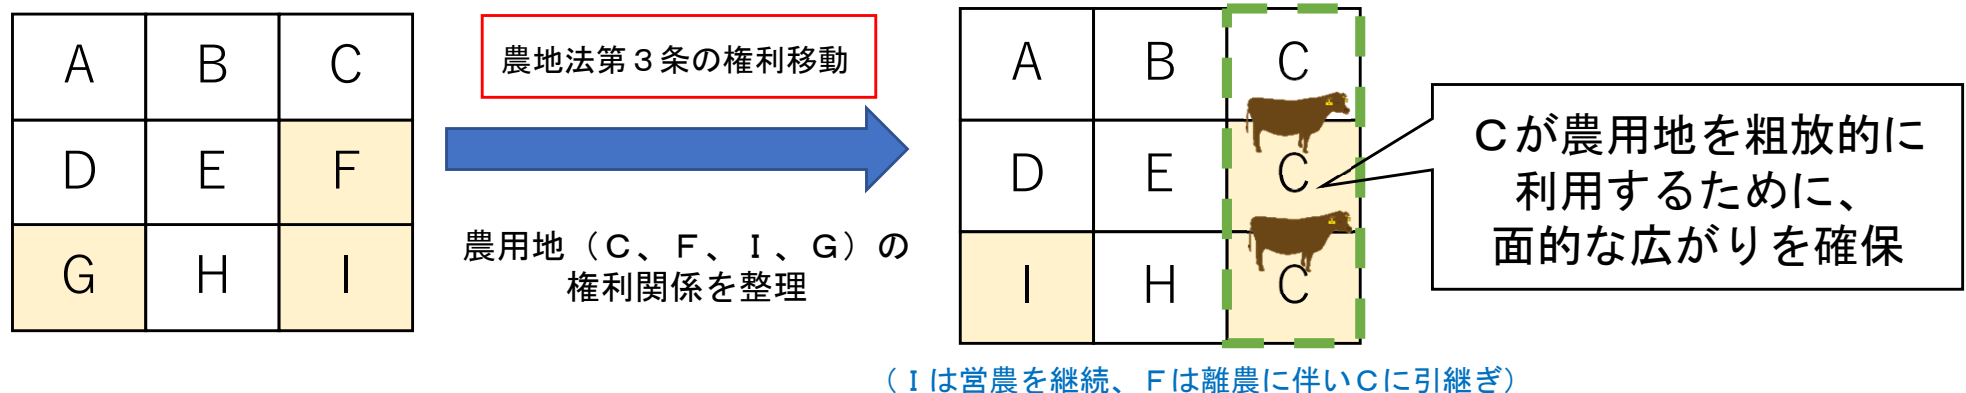 A B C
D E F
G H I
農地法第３条の権利移動
農用地（Ｃ、Ｆ、Ｉ、Ｇ）の
権利関係を整理
A B C
D E C
I H C
Ｃが農用地を粗放的に
利用するために、
面的な広がりを確保
（Ｉは営農を継続、Ｆは離農に伴いＣに引継ぎ）